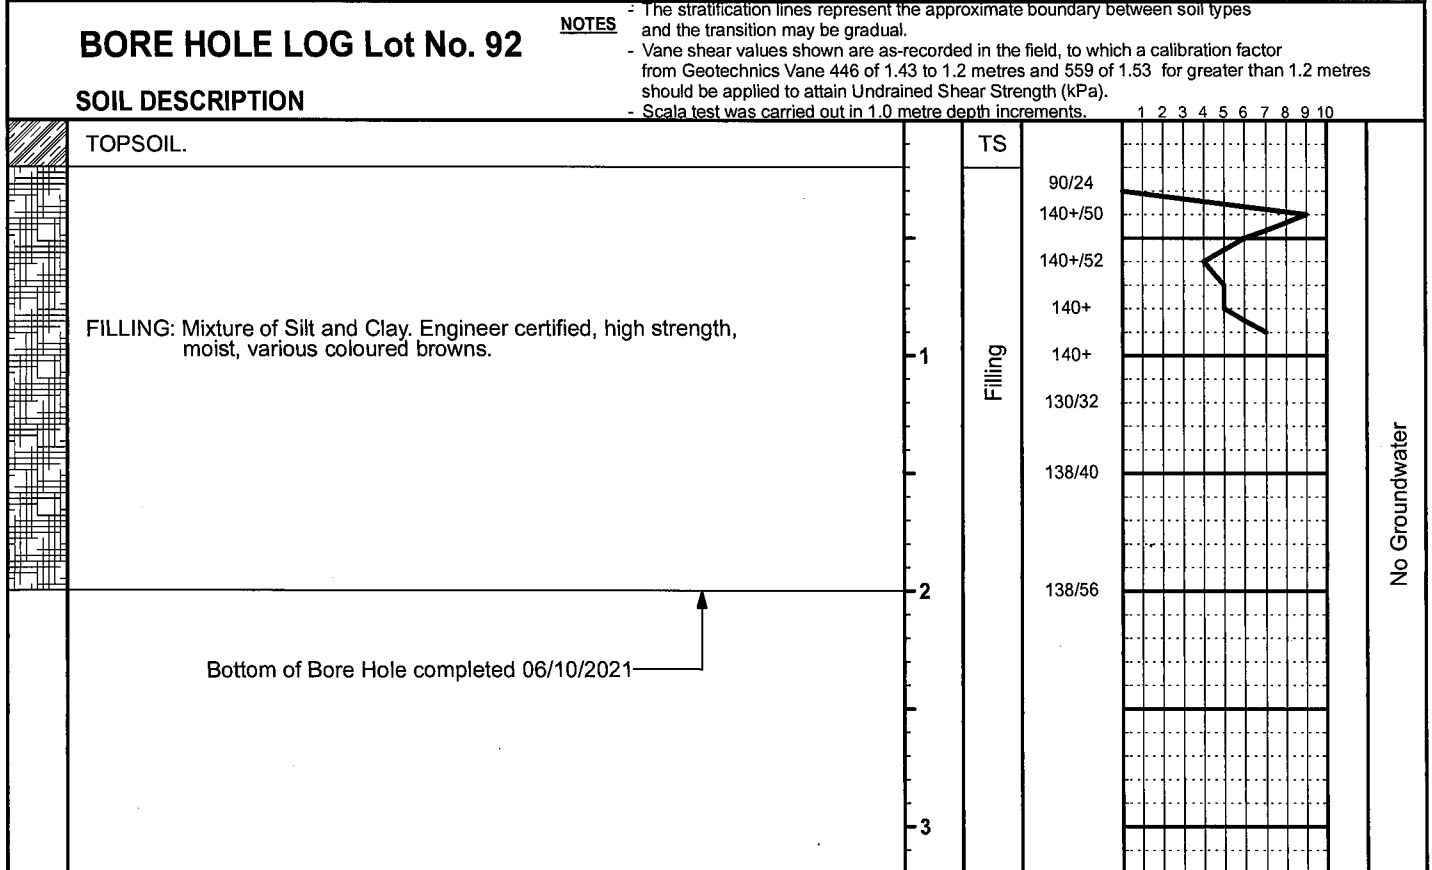 BORE HOLE LOG Lot No. 92
SOIL DESCRIPTION
NOTES
- The stratification lines represent the approximate boundary between soil types
and the transition may be gradual.
- Vane shear values shown are as-recorded in the field, to which a calibration factor
from Geotechnics Vane 446 of 1.43 to 1.2 metres and 559 of 1.53 for greater than 1.2 metres
should be applied to attain Undrained Shear Strength (kPa).
- Scala test was carried out in 1.0 metre depth increments.
1 2 3 4 5 6 7 8 9 10
TOPSOIL.
TS
90/24
140+/50
140+/52
140+
FILLING: Mixture of Silt and Clay. Engineer certified, high strength,
moist, various coloured browns.
1
Filling
140+
130/32
138/40
No Groundwater
2
138/56
Bottom of Bore Hole completed 06/10/2021
3